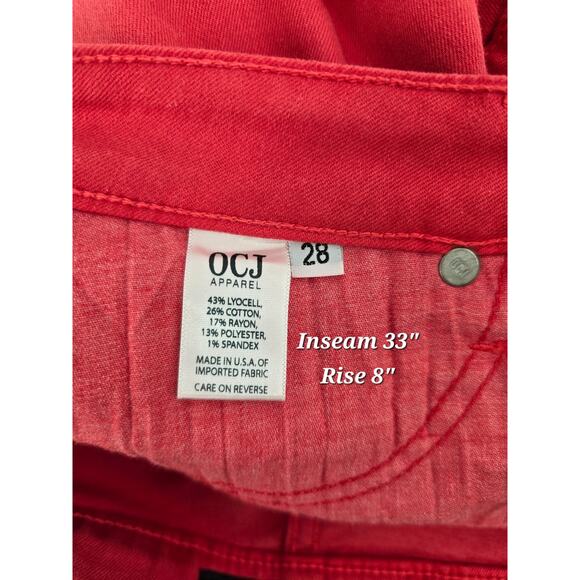 OCJ
APPAREL
43% LYOCELL,
26% COTTON,
17% RAYON,
13% POLYESTER,
1% SPANDEX
MADE IN U.S.A. OF
IMPORTED FABRIC
CARE ON REVERSE
28
Inseam 33"
Rise 8"